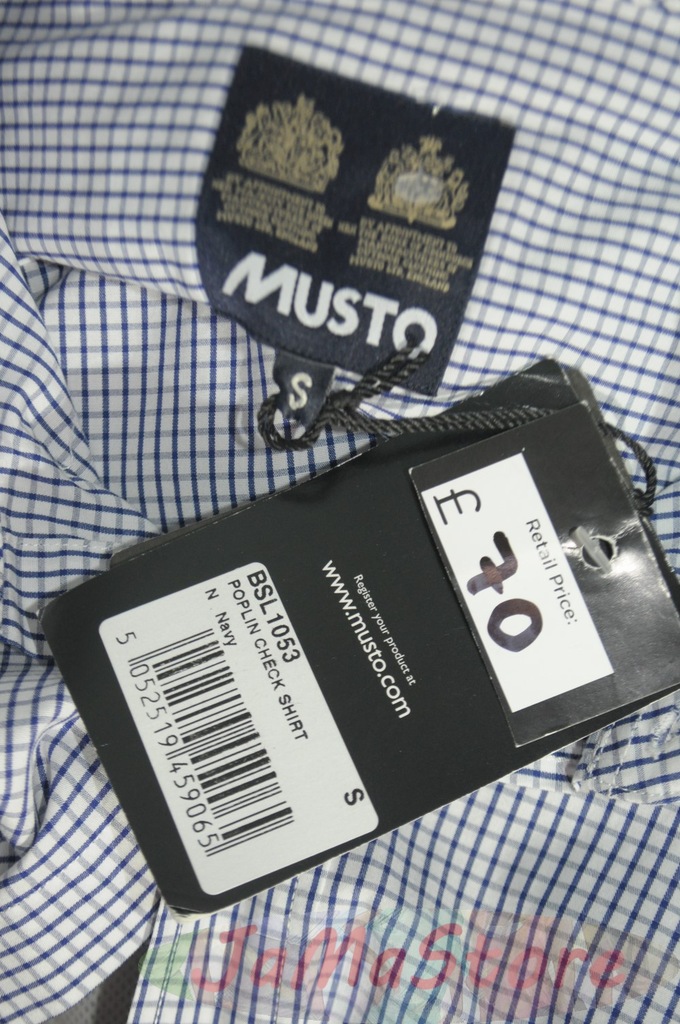 MUSTO
S
£ 70
Retail Price:
Register your product at
www.musto.com
BSL1053
POPLIN CHECK SHIRT
N Navy
S
5 052519 459065
JaMaStore